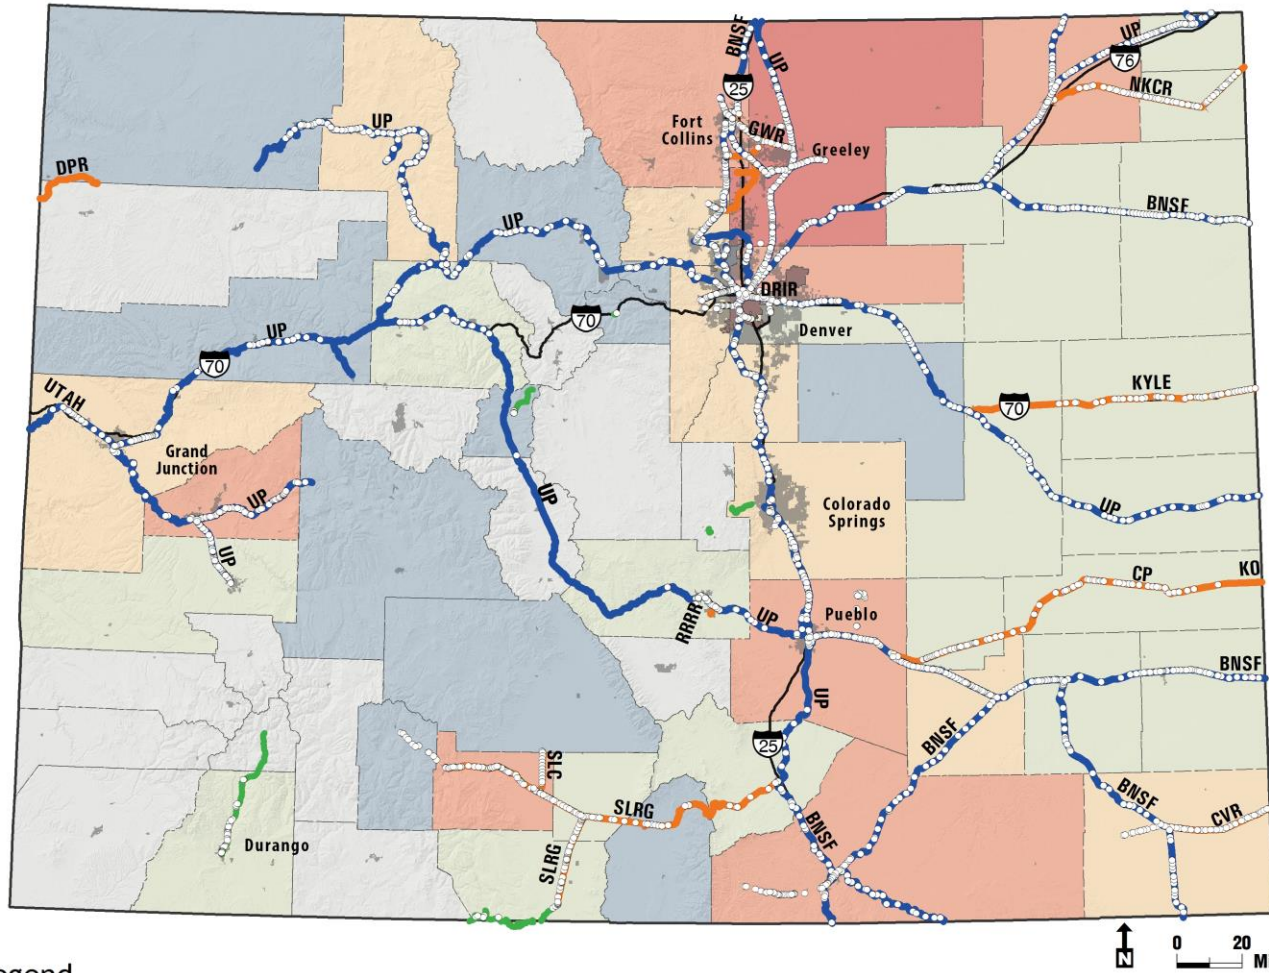 BNSF
UP
UP
76
25
NKCR
Fort
Collins
GWR
Greeley
UP
DPR
BNSF
UP
DRIR
70
Denver
UP
70
UTAH
KYLE
70
Grand
Junction
UP
UP
UP
Colorado
Springs
UP
UP
CP
KO
RRRR
UP
Pueblo
BNSF
UP
BNSF
25
SLC
BNSF
SLRG
CVR
BNSF
SLRG
Durango
N
0
20